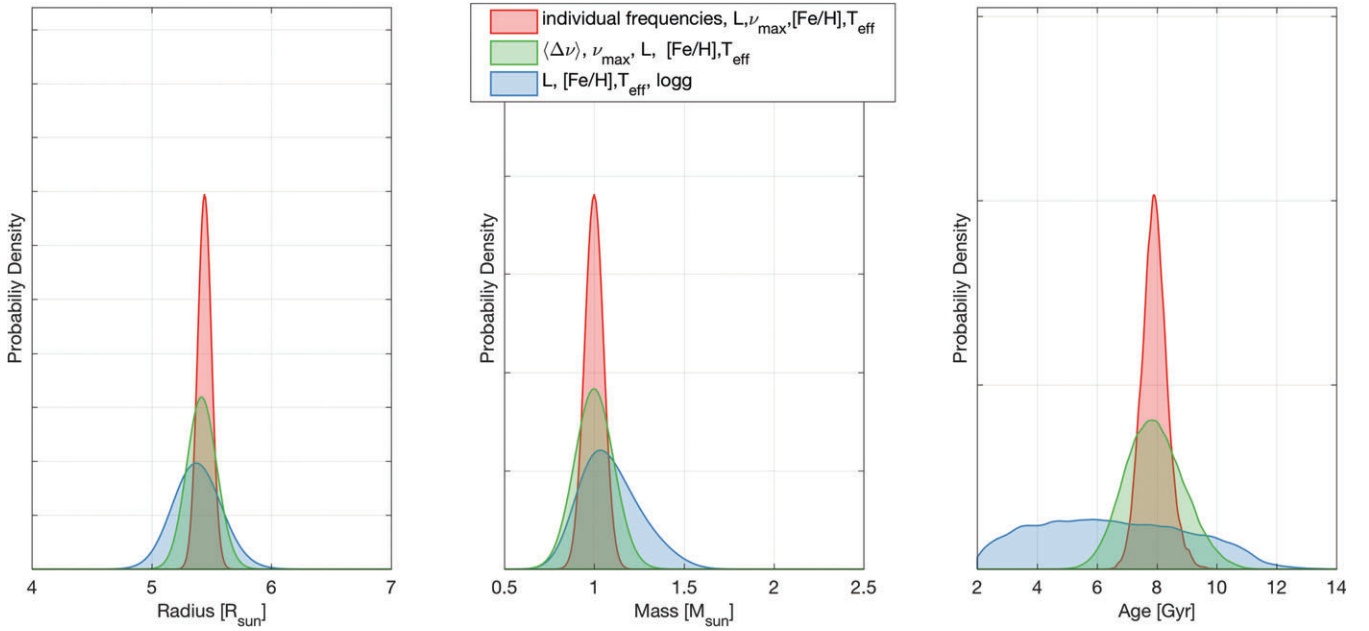 individual frequencies, L,νmax,[Fe/H],Teff
⟨Δν⟩, νmax, L, [Fe/H],Teff
L, [Fe/H],Teff, logg
Probabiliy Density
4 5 6 7
Radius [Rsun]
Probabiliy Density
0.5 1 1.5 2 2.5
Mass [Msun]
Probabiliy Density
2 4 6 8 10 12 14
Age [Gyr]